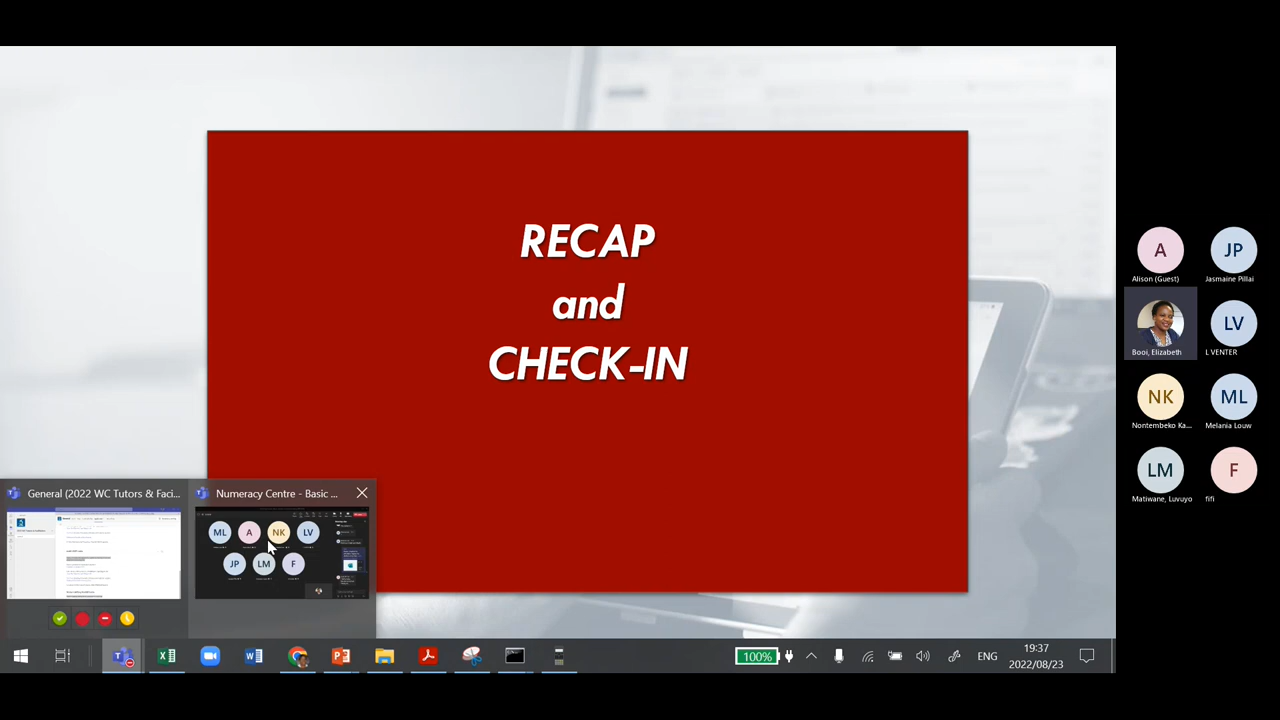 RECAP
and
CHECK-IN
A
JP
Alison (Guest)
Jasmaine Pillai
LV
Booi, Elizabeth
L VENTER
NK
ML
Nontembeko Ka...
Melania Louw
LM
F
Matiwane, Luvuyo
fifi
General (2022 WC Tutors & Faci...
Numeracy Centre - Basic ...
ML
A
NK
LV
JP
LM
F
100%
ENG
19:37
2022/08/23